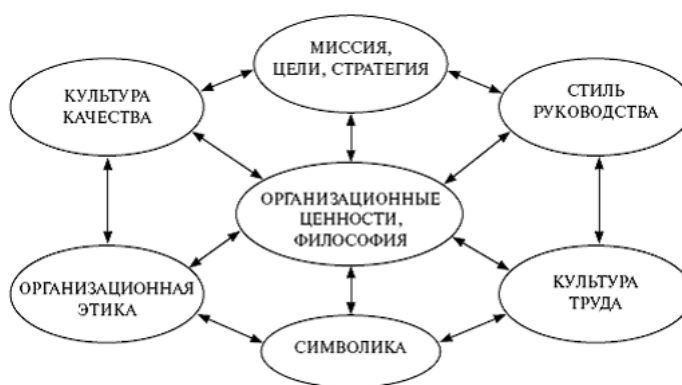 МИССИЯ,
ЦЕЛИ, СТРАТЕГИЯ
КУЛЬТУРА
КАЧЕСТВА
СТИЛЬ
РУКОВОДСТВА
ОРГАНИЗАЦИОННЫЕ
ЦЕННОСТИ,
ФИЛОСОФИЯ
ОРГАНИЗАЦИОННАЯ
ЭТИКА
КУЛЬТУРА
ТРУДА
СИМВОЛИКА